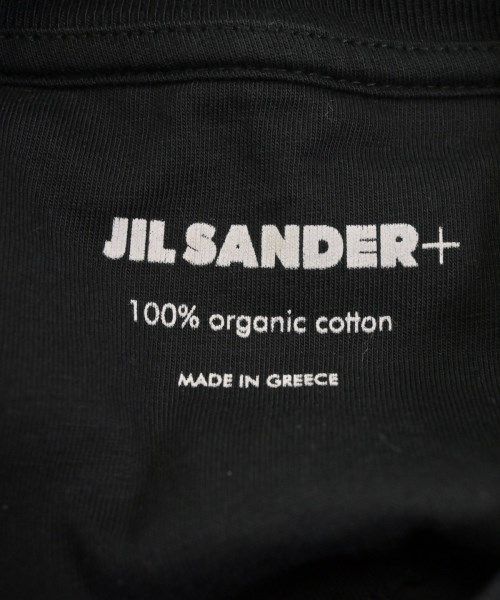 JIL SANDER+
100% organic cotton
MADE IN GREECE